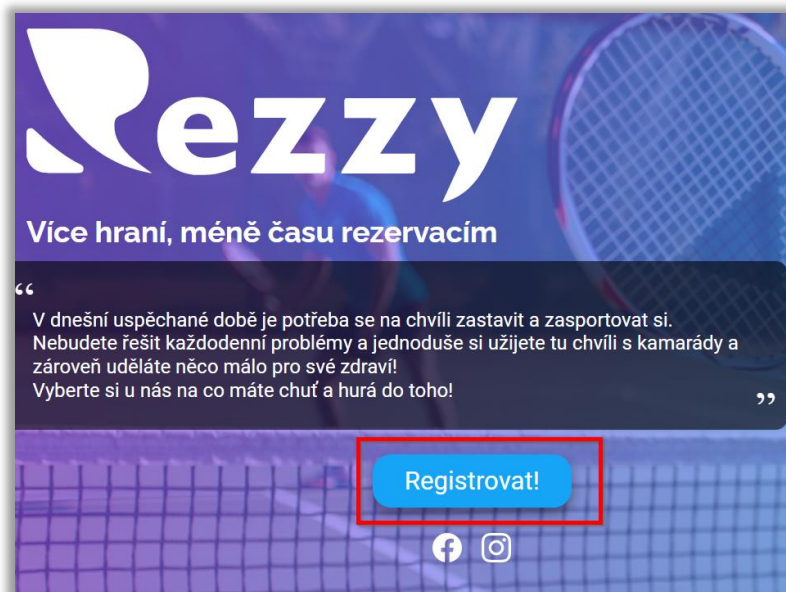 Rezzy
Více hraní, méně času rezervacím
“
V dnešní uspěchané době je potřeba se na chvíli zastavit a zasportovat si.
Nebudete řešit každodenní problémy a jednoduše si užijete tu chvíli s kamarády a
zároveň uděláte něco málo pro své zdraví!
Vyberte si u nás na co máte chuť a hurá do toho!
”
Registrovat!